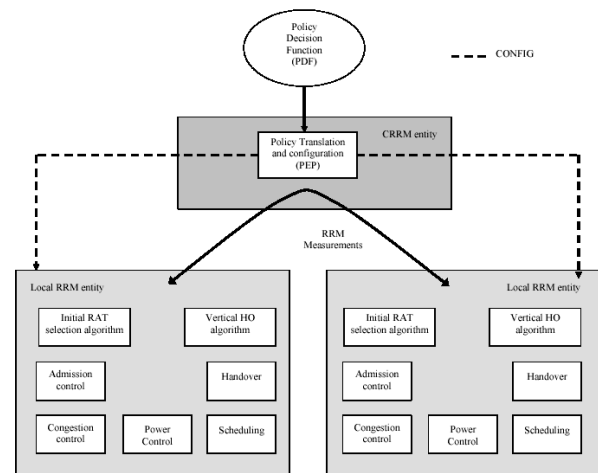 Policy
Decision
Function
(PDF)
CONFIG
CRRM entity
Policy Translation
and configuration
(PEP)
RRM
Measurements
Local RRM entity
Local RRM entity
Initial RAT
selection algorithm
Vertical HO
algorithm
Initial RAT
selection algorithm
Vertical HO
algorithm
Admission
control
Handover
Admission
control
Handover
Congestion
control
Power
Control
Scheduling
Congestion
control
Power
Control
Scheduling